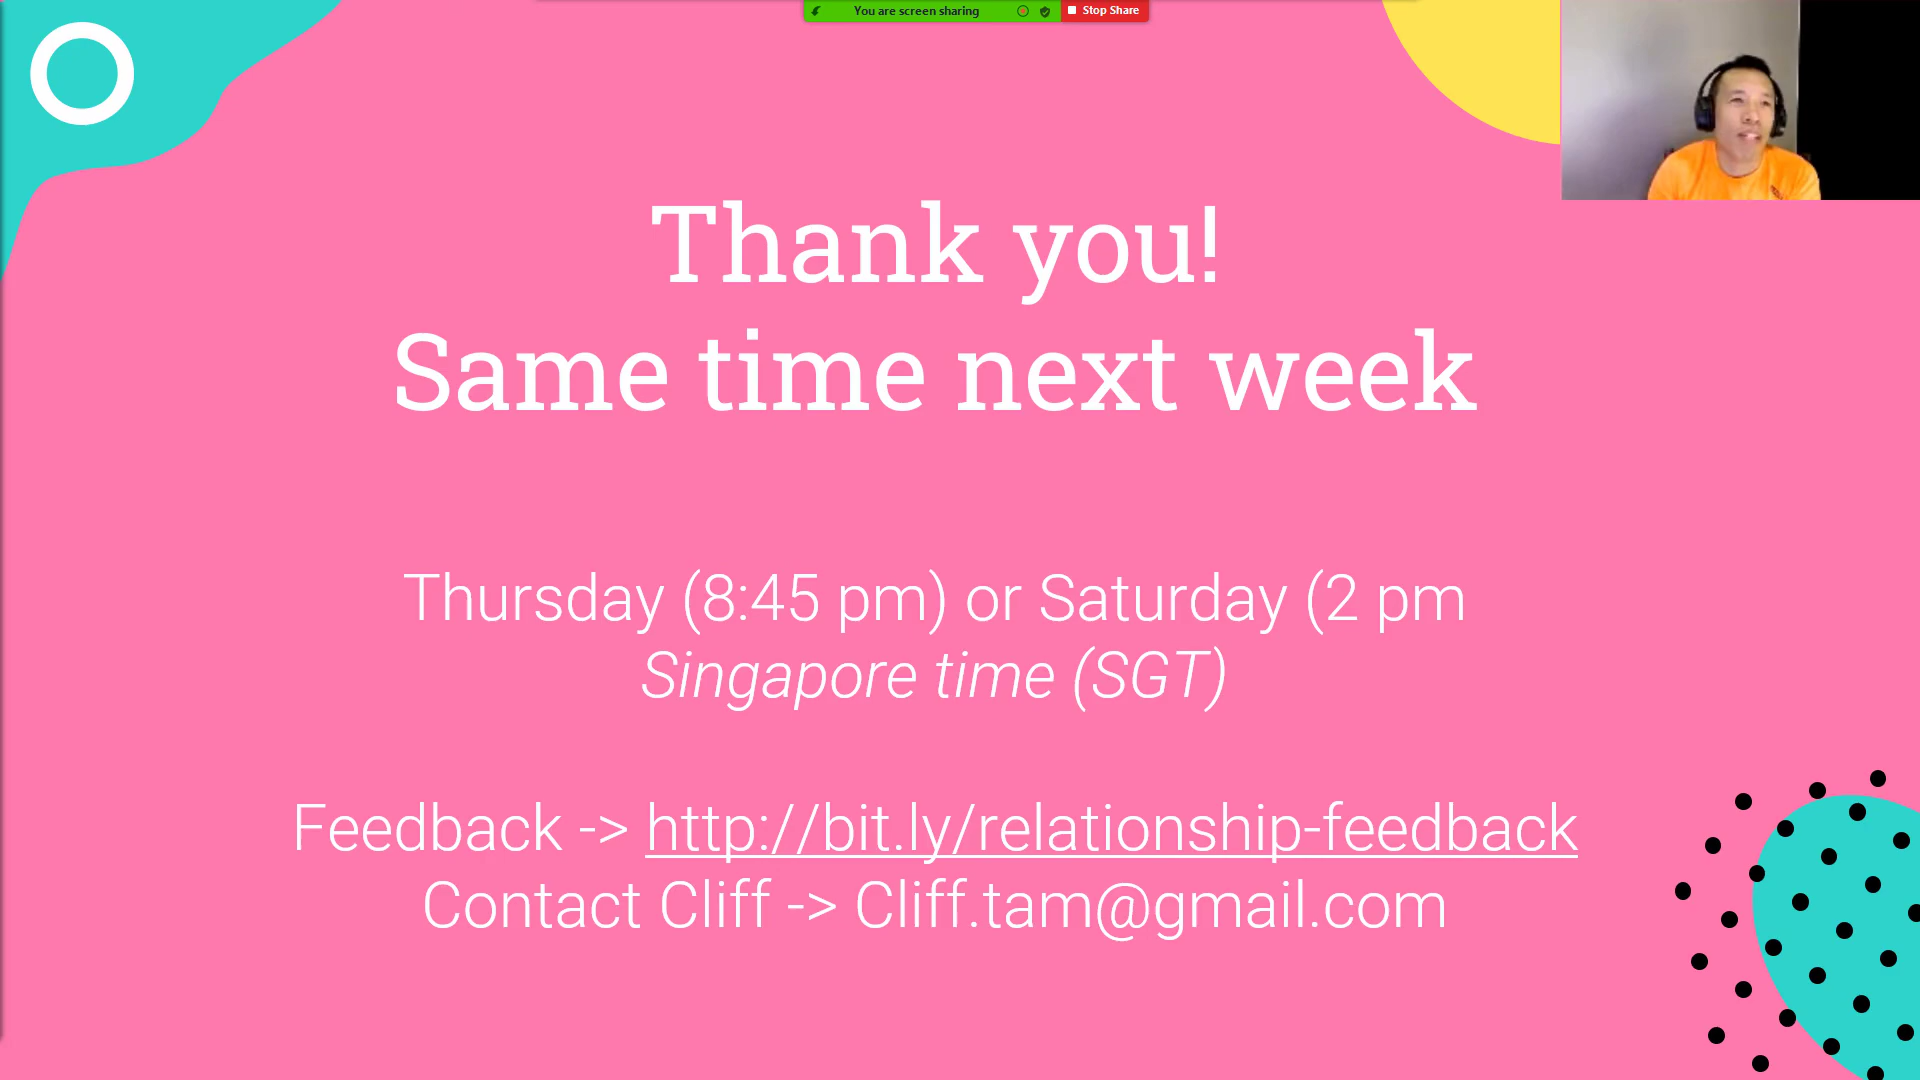 You are screen sharing
Stop Share
Thank you!
Same time next week
Thursday (8:45 pm) or Saturday (2 pm
Singapore time (SGT)
Feedback -> http://bit.ly/relationship-feedback
Contact Cliff -> Cliff.tam@gmail.com